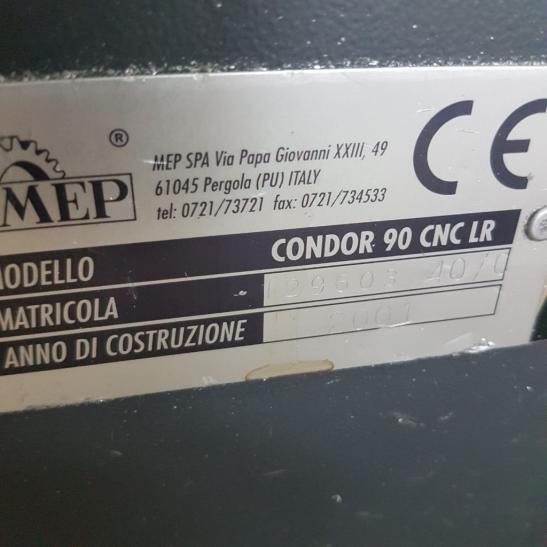 MEP ®
MEP SPA Via Papa Giovanni XXIII, 49
61045 Pergola (PU) ITALY
tel: 0721/73721 fax: 0721/734533
CE
MODELLO CONDOR 90 CNC LR
MATRICOLA
ANNO DI COSTRUZIONE 2001